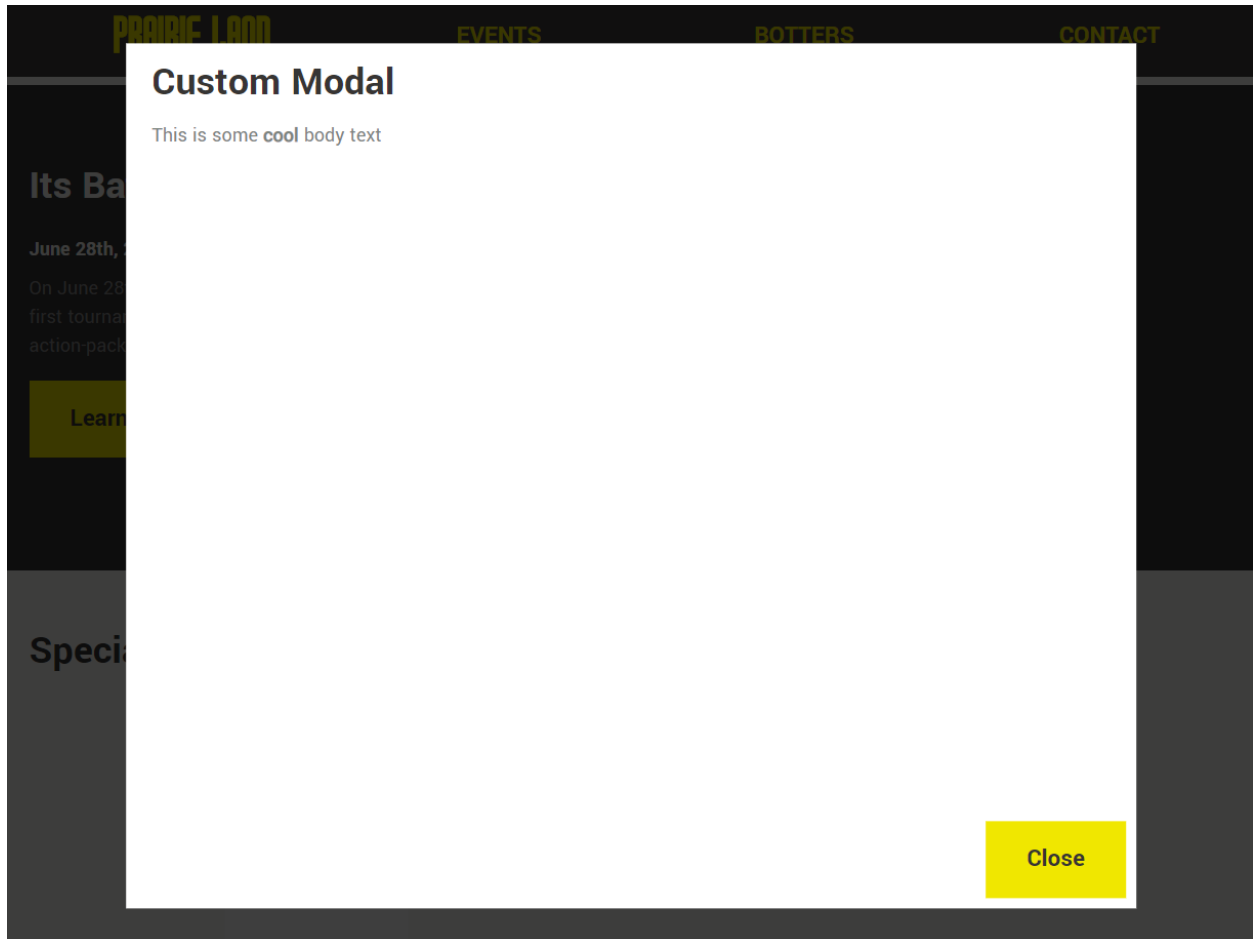 PRAIRIE LAND EVENTS BOTTERS CONTACT
Custom Modal
This is some cool body text
Its Ba
June 28th,
On June 28
first tourna
action-pack
Learn
Specia
Close